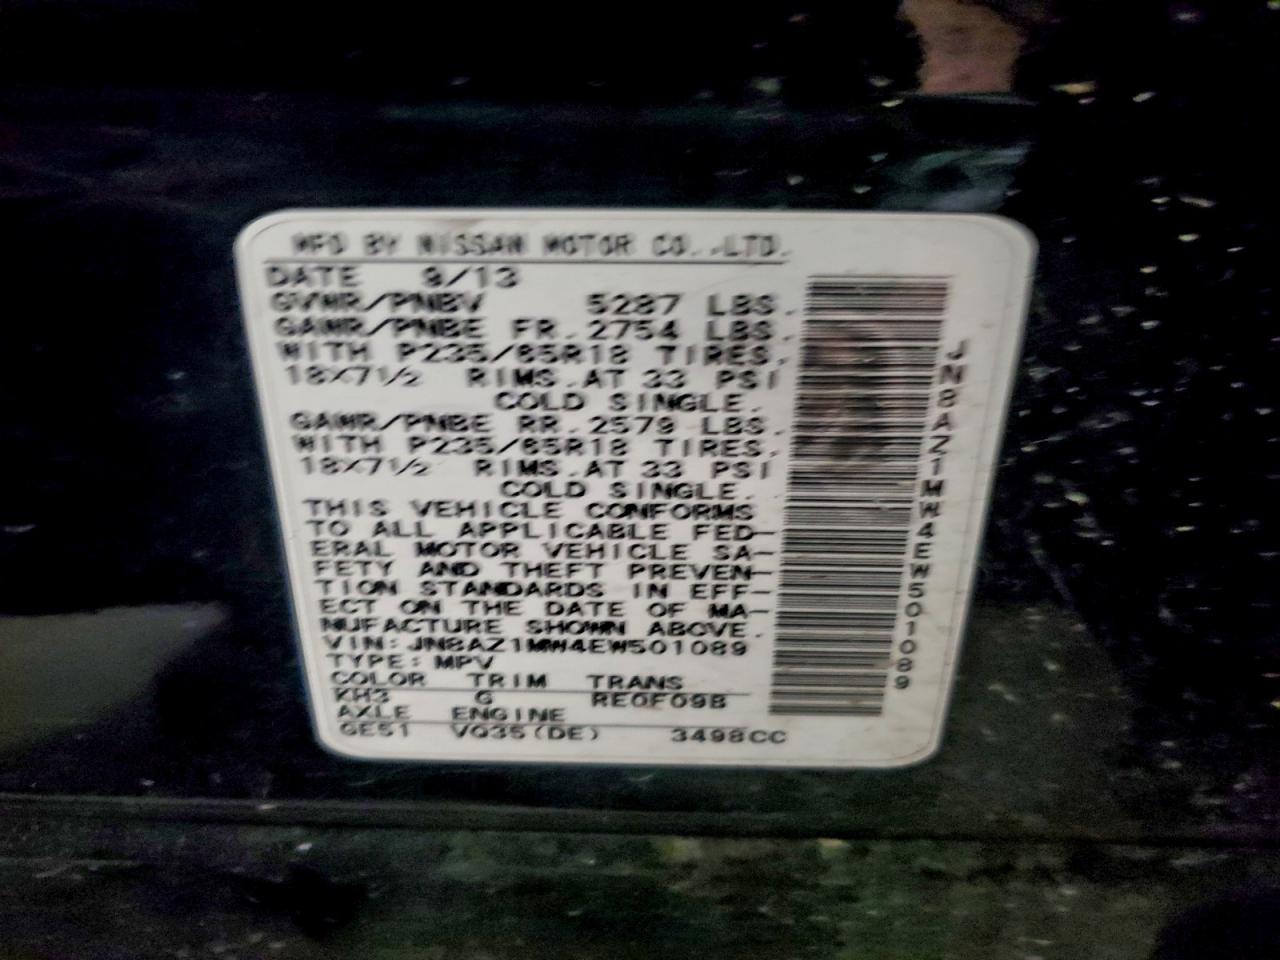 MFD BY NISSAN MOTOR CO.,LTD.
DATE 9/13
GVWR/PNBV 5287 LBS.
GAWR/PNBE FR. 2754 LBS.
WITH P235/65R18 TIRES.
18X7 1/2 RIMS. AT 33 PSI
COLD SINGLE.
GAWR/PNBE RR. 2579 LBS.
WITH P235/65R18 TIRES.
18X7 1/2 RIMS. AT 33 PSI
COLD SINGLE.
THIS VEHICLE CONFORMS
TO ALL APPLICABLE FED-
ERAL MOTOR VEHICLE SA-
FETY AND THEFT PREVEN-
TION STANDARDS IN EFF-
ECT ON THE DATE OF MA-
NUFACTURE SHOWN ABOVE.
VIN: JN8AZ1MW4EW501089
TYPE: MPV
COLOR TRIM TRANS
KH3 G RE0F09B
AXLE ENGINE
GE51 VQ35(DE) 3498CC
JN8AZ1MW4EW501089